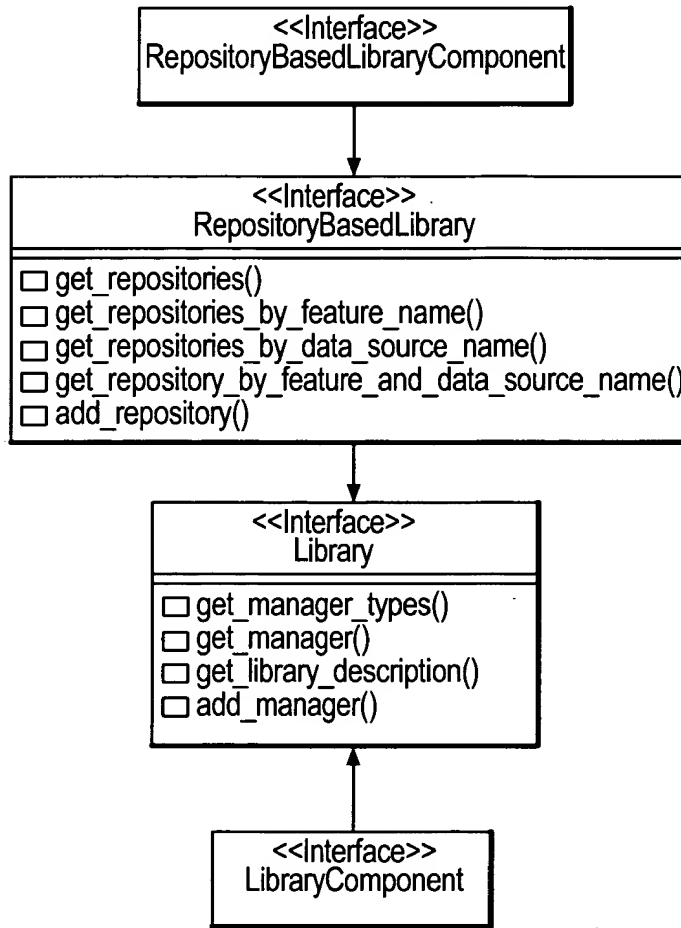 <<Interface>>
RepositoryBasedLibraryComponent
<<Interface>>
RepositoryBasedLibrary
get_repositories()
get_repositories_by_feature_name()
get_repositories_by_data_source_name()
get_repository_by_feature_and_data_source_name()
add_repository()
<<Interface>>
Library
get_manager_types()
get_manager()
get_library_description()
add_manager()
<<Interface>>
LibraryComponent